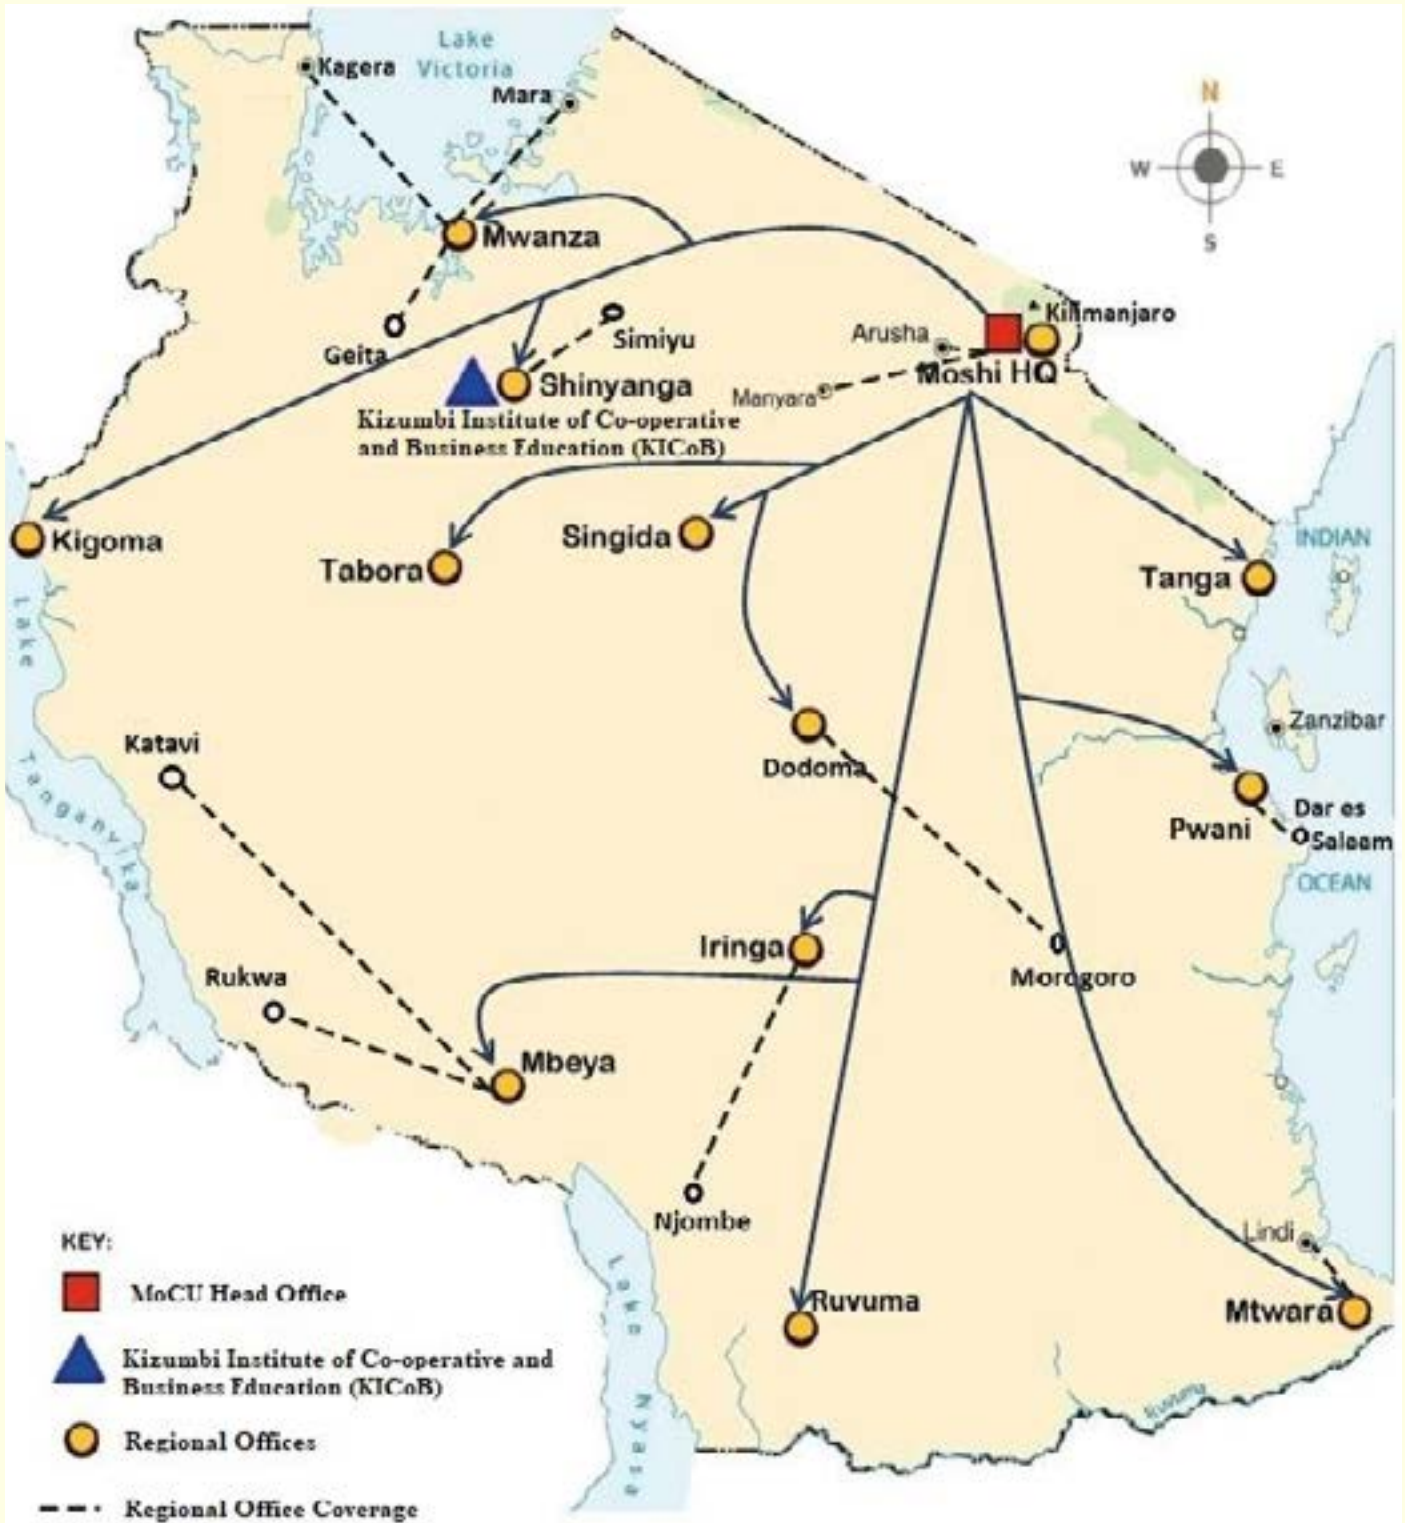 Lake
Victoria
Kagera
Mara
N
W
E
S
Mwanza
Kilimanjaro
Simiyu
Arusha
Geita
Moshi HQ
Shinyanga
Manyara
Kizumbi Institute of Co-operative
and Business Education (KICoB)
Kigoma
Singida
INDIAN
Tabora
Tanga
Lake
Zanzibar
Katavi
Dodoma
Tanganyika
Dar es
Salaam
Pwani
OCEAN
Iringa
Rukwa
Morogoro
Mbeya
Njombe
Lindi
KEY:
MoCU Head Office
Ruvuma
Mtwara
Lake Nyasa
Kizumbi Institute of Co-operative and
Business Education (KICoB)
Ruvuma
Regional Offices
Regional Office Coverage